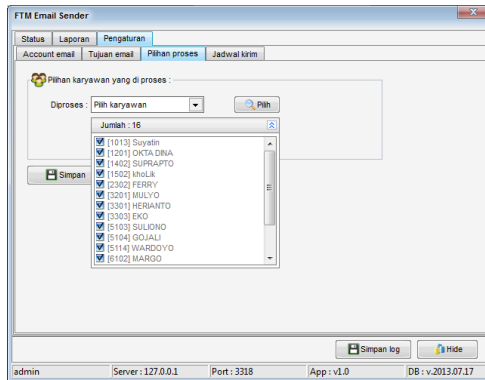 FTM Email Sender
Status Laporan Pengaturan
Account email Tujuan email Pilihan proses Jadwal kirim
Pilihan karyawan yang di proses :
Diproses : Pilih karyawan Pilih
Jumlah : 16
[1013] Suyatin
[1201] OKTA DINA
[1402] SUPRAPTO
[1502] khoLik
[2302] FERRY
[3201] MULYO
[3301] HERIANTO
[3303] EKO
[5103] SULIONO
[5104] GOJALI
[5114] WARDOYO
[6102] MARGO
Simpan
Simpan log Hide
admin Server : 127.0.0.1 Port : 3318 App : v1.0 DB : v.2013.07.17